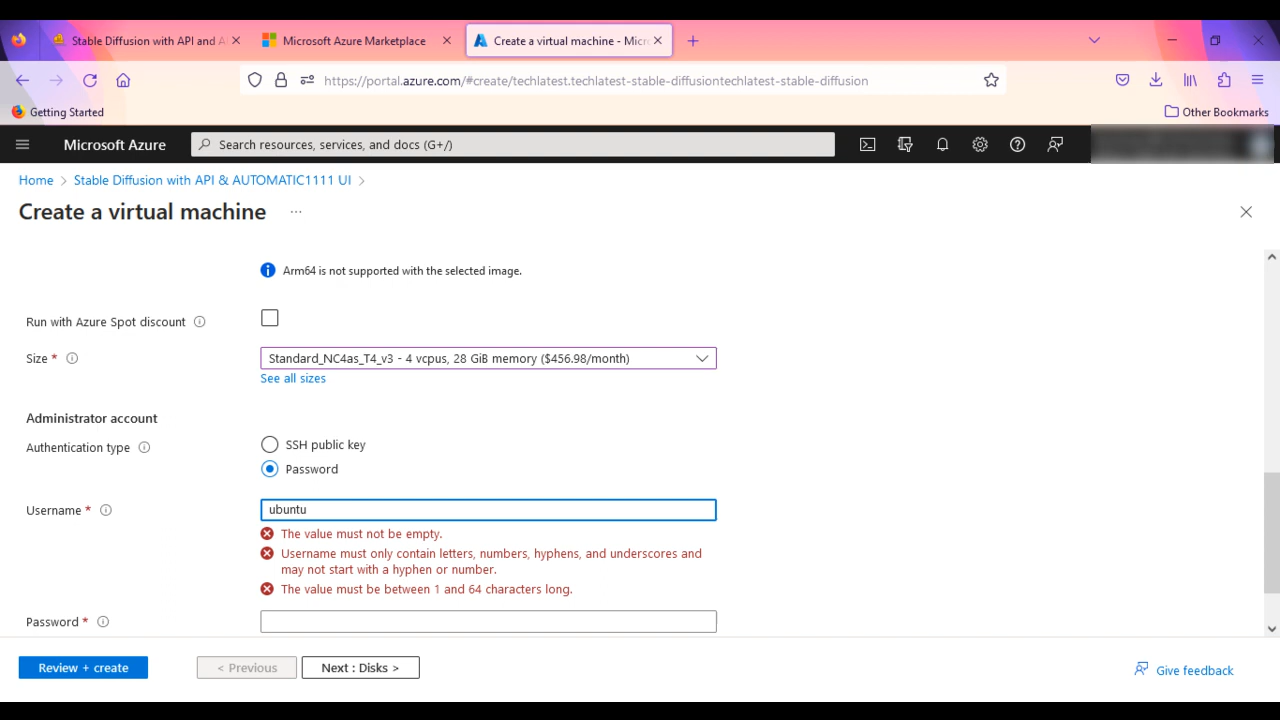 Stable Diffusion with API and A
Microsoft Azure Marketplace
Create a virtual machine - Micr
https://portal.azure.com/#create/techlatest.techlatest-stable-diffusiontechlatest-stable-diffusion
Getting Started
Other Bookmarks
Microsoft Azure
Search resources, services, and docs (G+/)
Home > Stable Diffusion with API & AUTOMATIC1111 UI >
Create a virtual machine ...
Arm64 is not supported with the selected image.
Run with Azure Spot discount
Size *
Standard_NC4as_T4_v3 - 4 vcpus, 28 GiB memory ($456.98/month)
See all sizes
Administrator account
Authentication type
SSH public key
Password
Username *
ubuntu
The value must not be empty.
Username must only contain letters, numbers, hyphens, and underscores and
may not start with a hyphen or number.
The value must be between 1 and 64 characters long.
Password *
Review + create
< Previous
Next : Disks >
Give feedback